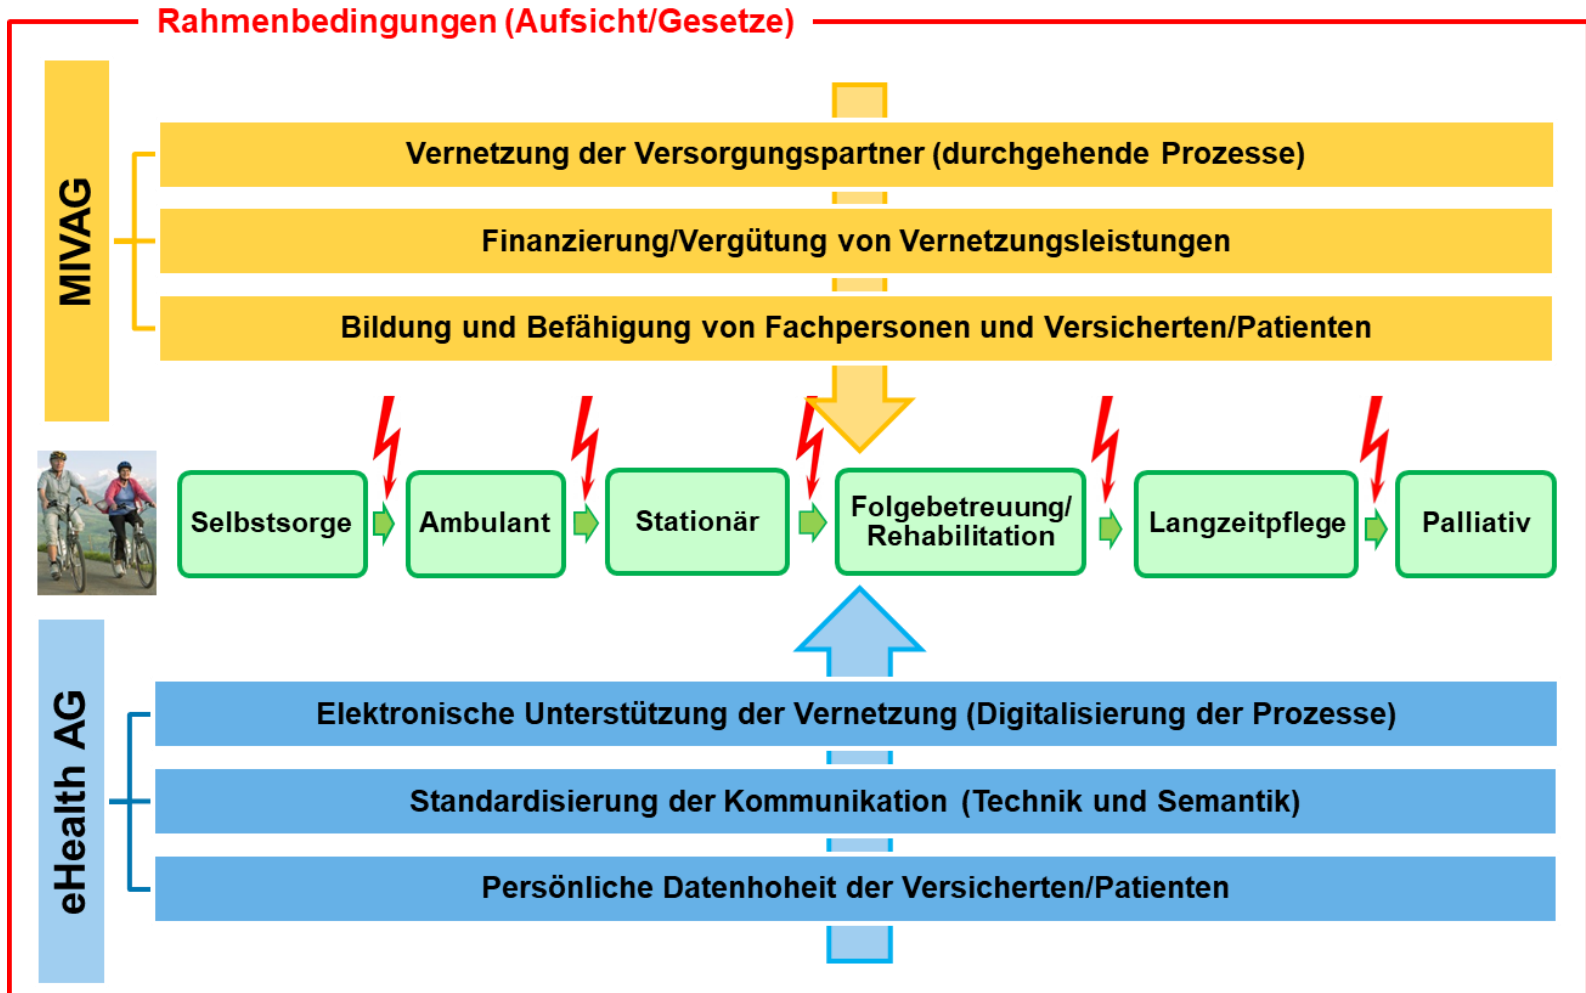 Rahmenbedingungen (Aufsicht/Gesetze)
MIVAG
Vernetzung der Versorgungspartner (durchgehende Prozesse)
Finanzierung/Vergütung von Vernetzungsleistungen
Bildung und Befähigung von Fachpersonen und Versicherten/Patienten
Selbstsorge
Ambulant
Stationär
Folgebetreuung/
Rehabilitation
Langzeitpflege
Palliativ
eHealth AG
Elektronische Unterstützung der Vernetzung (Digitalisierung der Prozesse)
Standardisierung der Kommunikation (Technik und Semantik)
Persönliche Datenhoheit der Versicherten/Patienten